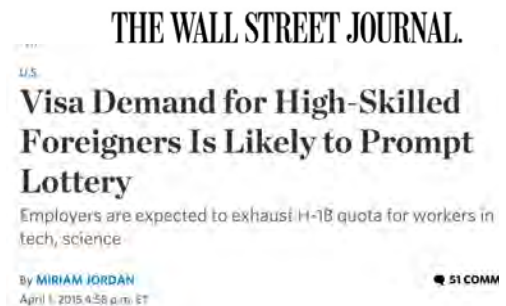 THE WALL STREET JOURNAL.
U.S.
Visa Demand for High-Skilled
Foreigners Is Likely to Prompt
Lottery
Employers are expected to exhaust H-1B quota for workers in
tech, science
By MIRIAM JORDAN
51 COMM
April 1, 2015 4:58 p.m. ET